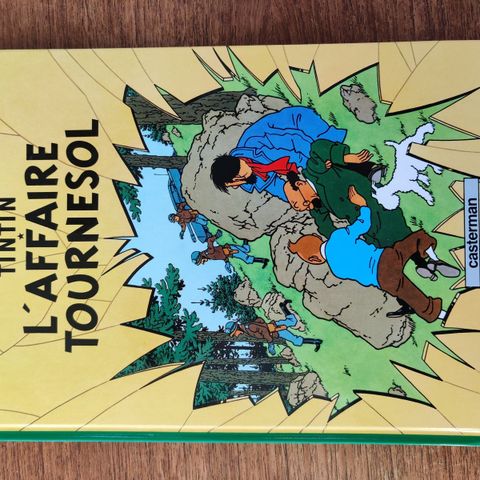 TINTIN
*
L'AFFAIRE
TOURNESOL
casterman